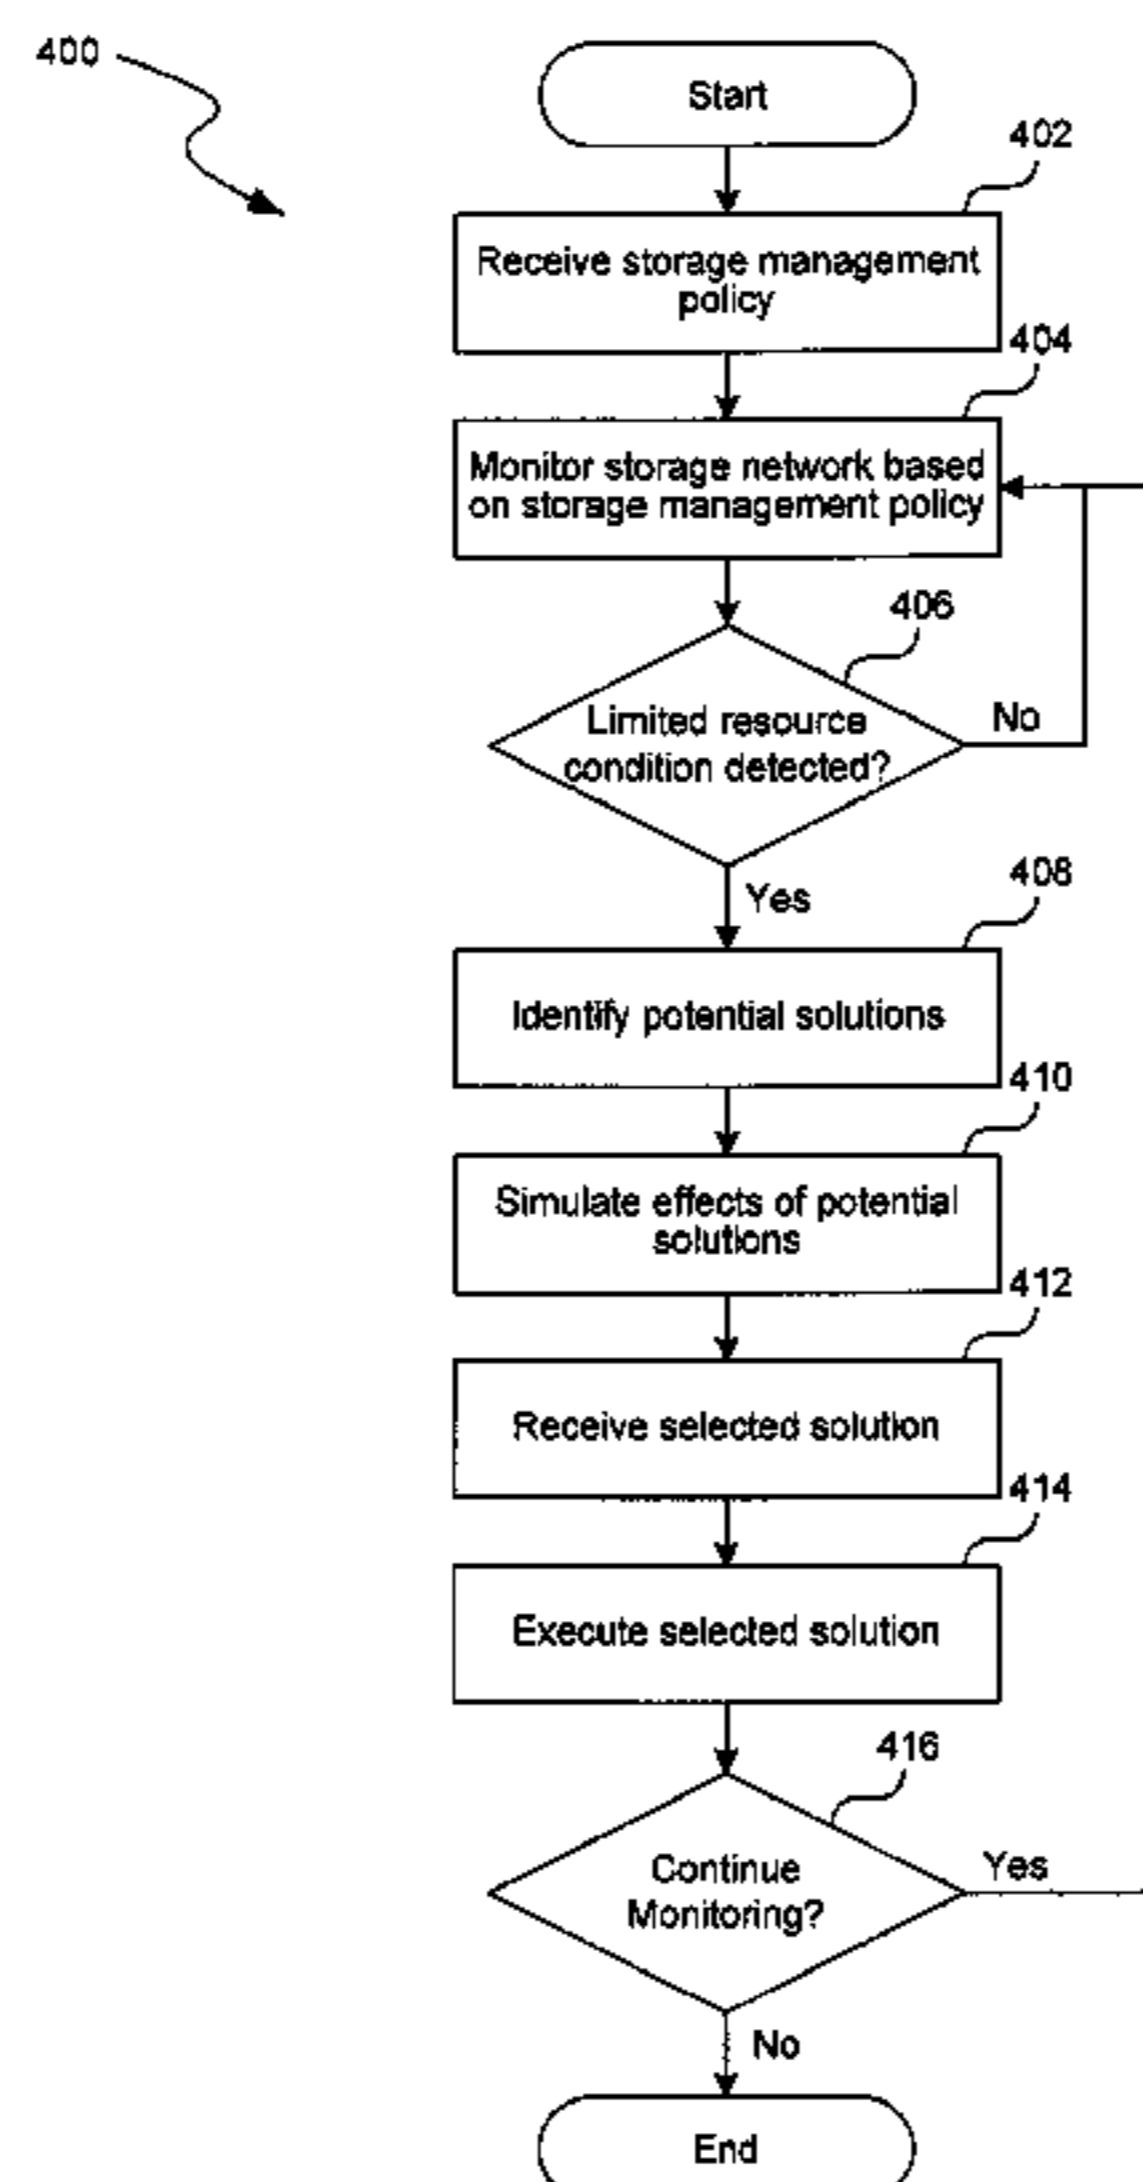 400
Start
402
Receive storage management
policy
404
Monitor storage network based
on storage management policy
406
Limited resource
condition detected?
No
Yes
408
Identify potential solutions
410
Simulate effects of potential
solutions
412
Receive selected solution
414
Execute selected solution
416
Continue
Monitoring?
Yes
No
End